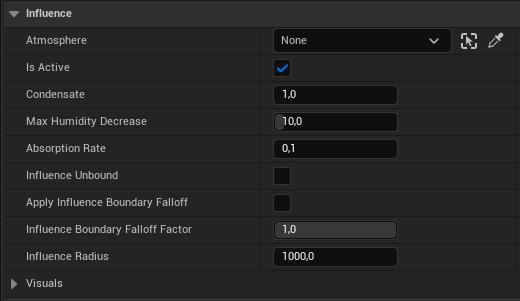 Influence
Atmosphere None
Is Active
Condensate 1,0
Max Humidity Decrease 10,0
Absorption Rate 0,1
Influence Unbound
Apply Influence Boundary Falloff
Influence Boundary Falloff Factor 1,0
Influence Radius 1000,0
Visuals